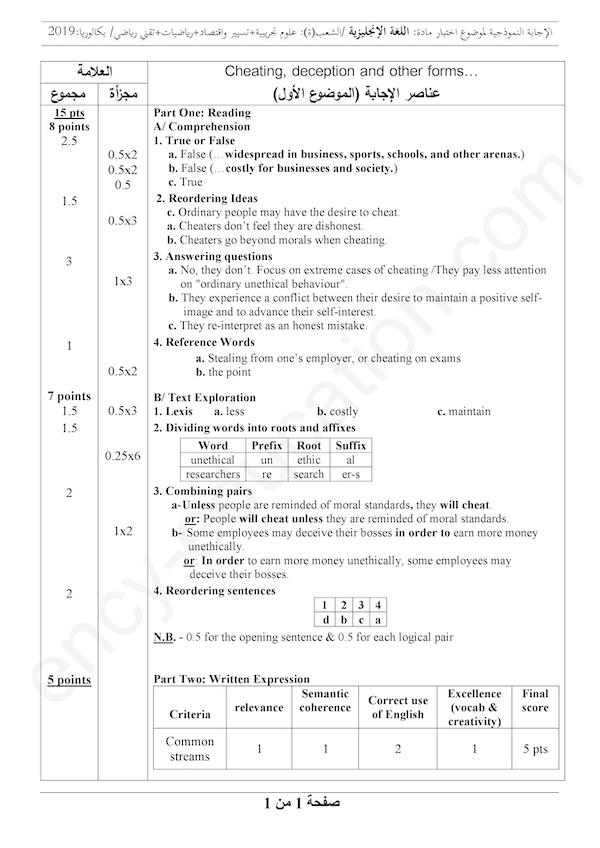 الإجابة النموذجية لموضوع اختبار مادة: اللغة الإنجليزية /الشعب(ة): علوم تجريبية+تسيير واقتصاد+رياضيات+تقني رياضي/ بكالوريا:2019
العلامة
Cheating, deception and other forms…
مجموع مجزأة
عناصر الإجابة (الموضوع الأول)
15 pts Part One: Reading
8 points A/ Comprehension
2.5 1. True or False
0.5x2 a. False (…widespread in business, sports, schools, and other arenas.)
0.5x2 b. False (…costly for businesses and society.)
0.5 c. True
1.5 2. Reordering Ideas
c. Ordinary people may have the desire to cheat.
0.5x3 a. Cheaters don't feel they are dishonest.
b. Cheaters go beyond morals when cheating.
3 3. Answering questions
a. No, they don't. Focus on extreme cases of cheating /They pay less attention
1x3 on "ordinary unethical behaviour".
b. They experience a conflict between their desire to maintain a positive self-
image and to advance their self-interest.
c. They re-interpret as an honest mistake.
1 4. Reference Words
a. Stealing from one's employer, or cheating on exams
0.5x2 b. the point
7 points B/ Text Exploration
1.5 0.5x3 1. Lexis a. less b. costly c. maintain
1.5 2. Dividing words into roots and affixes
Word Prefix Root Suffix
0.25x6 unethical un ethic al
researchers re search er-s
2 3. Combining pairs
a-Unless people are reminded of moral standards, they will cheat.
or: People will cheat unless they are reminded of moral standards.
1x2 b- Some employees may deceive their bosses in order to earn more money
unethically.
or: In order to earn more money unethically, some employees may
deceive their bosses.
2 4. Reordering sentences
1 2 3 4
d b c a
N.B. - 0.5 for the opening sentence & 0.5 for each logical pair
5 points Part Two: Written Expression
Criteria relevance Semantic coherence Correct use of English Excellence (vocab & creativity) Final score
Common streams 1 1 2 1 5 pts
صفحة 1 من 1
ency-education.com